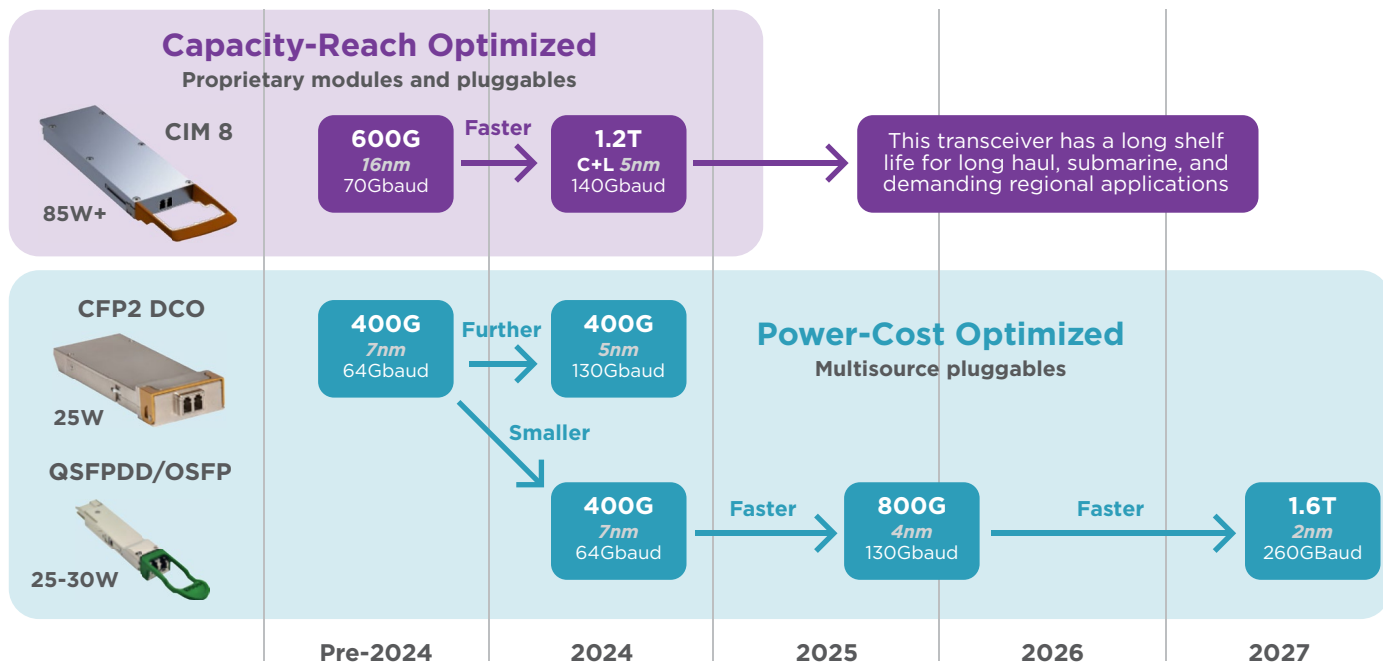 Capacity-Reach Optimized
Proprietary modules and pluggables
CIM 8
85W+
600G
16nm
70Gbaud
Faster
1.2T
C+L 5nm
140Gbaud
This transceiver has a long shelf
life for long haul, submarine, and
demanding regional applications
CFP2 DCO
25W
400G
7nm
64Gbaud
Further
400G
5nm
130Gbaud
Power-Cost Optimized
Multisource pluggables
Smaller
QSFPDD/OSFP
25-30W
400G
7nm
64Gbaud
Faster
800G
4nm
130Gbaud
Faster
1.6T
2nm
260GBaud
Pre-2024
2024
2025
2026
2027